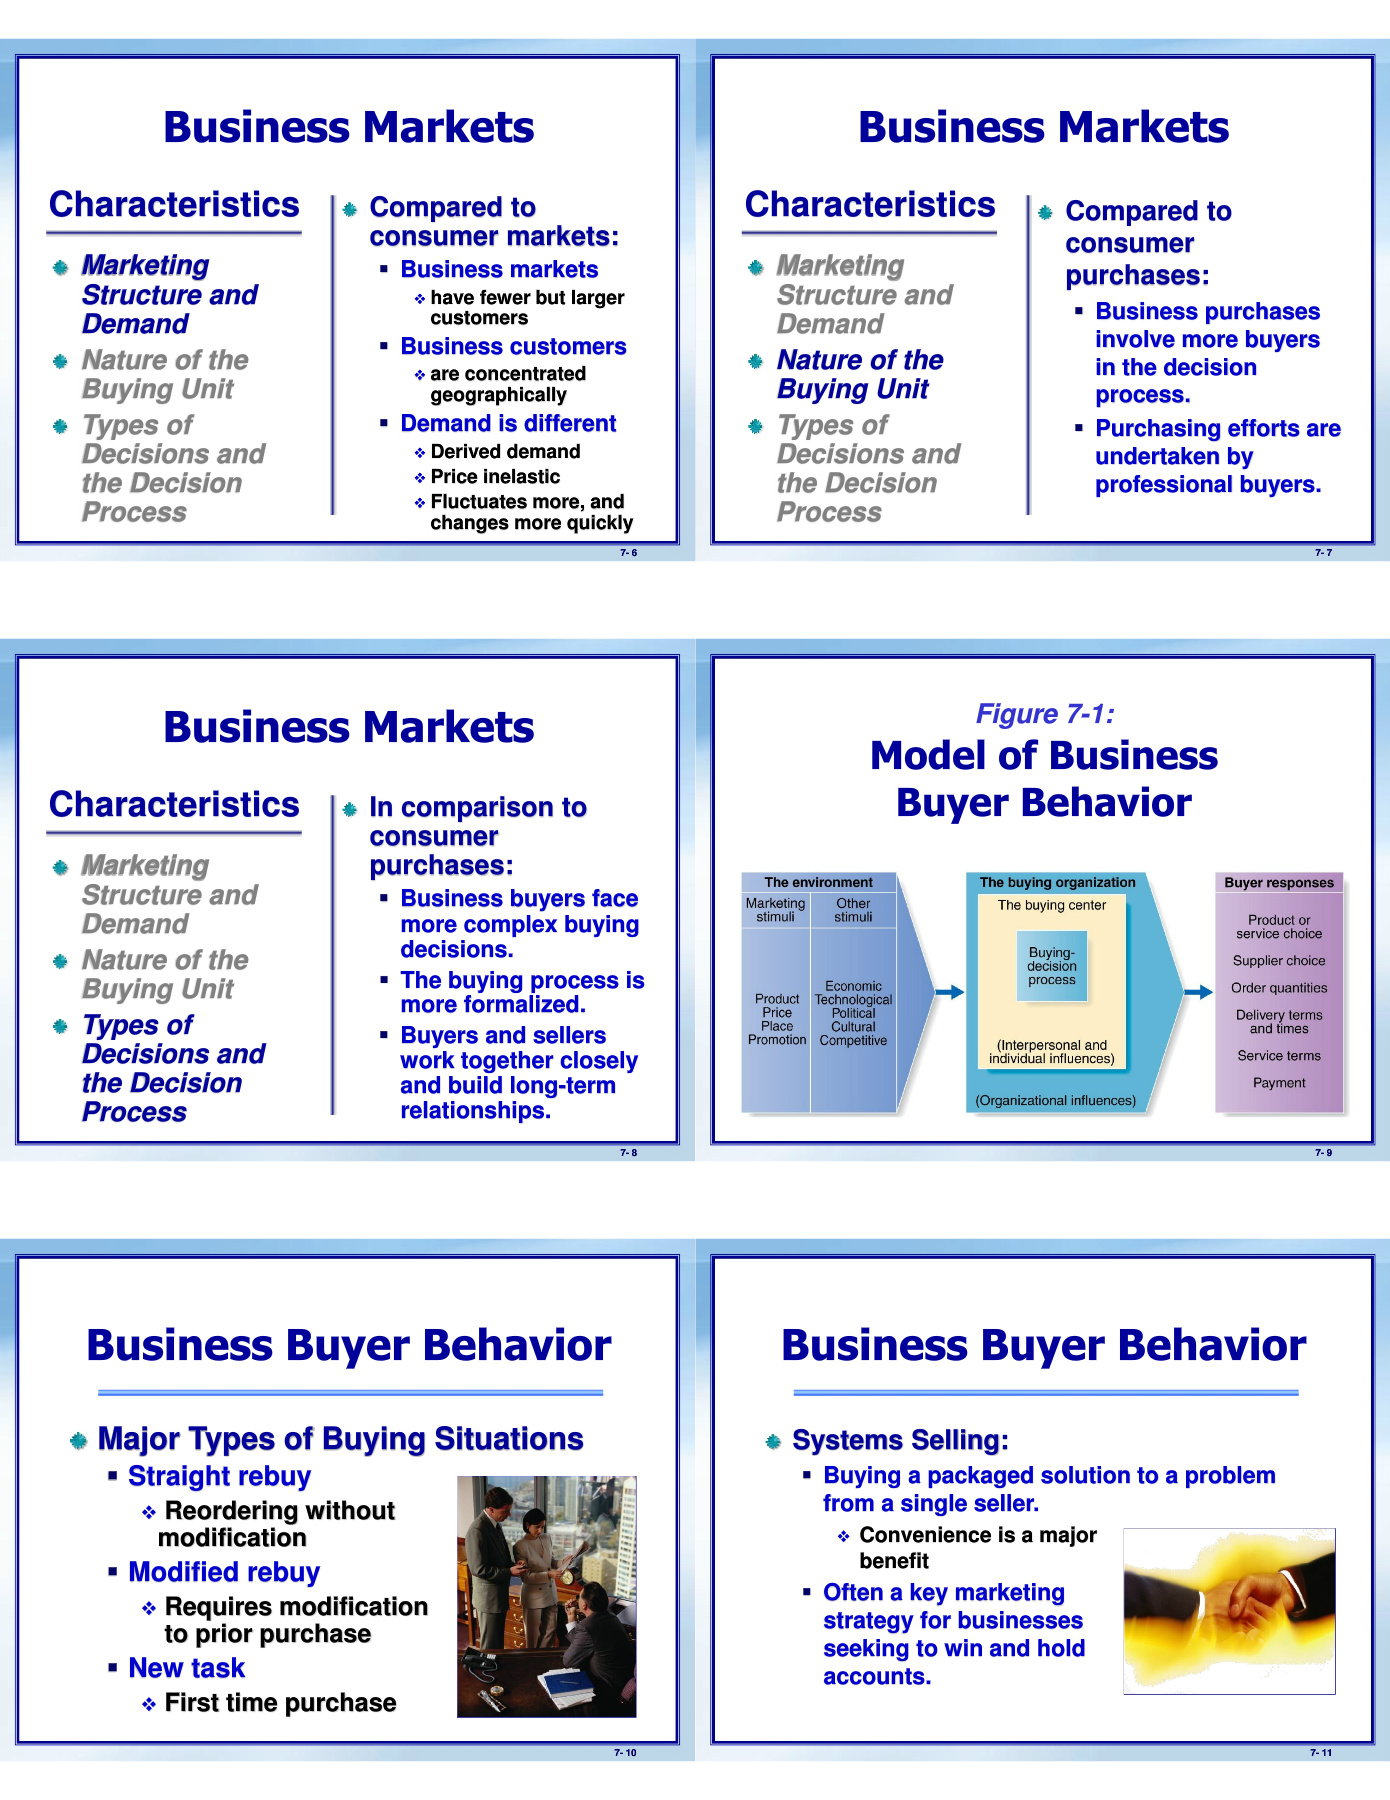 Business Markets
Characteristics
Marketing
Structure and
Demand
Nature of the
Buying Unit
Types of
Decisions and
the Decision
Process
Compared to
consumer markets:
Business markets
have fewer but larger
customers
Business customers
are concentrated
geographically
Demand is different
Derived demand
Price inelastic
Fluctuates more, and
changes more quickly
7- 6
Business Markets
Characteristics
Marketing
Structure and
Demand
Nature of the
Buying Unit
Types of
Decisions and
the Decision
Process
Compared to
consumer
purchases:
Business purchases
involve more buyers
in the decision
process.
Purchasing efforts are
undertaken by
professional buyers.
7- 7
Business Markets
Characteristics
Marketing
Structure and
Demand
Nature of the
Buying Unit
Types of
Decisions and
the Decision
Process
In comparison to
consumer
purchases:
Business buyers face
more complex buying
decisions.
The buying process is
more formalized.
Buyers and sellers
work together closely
and build long-term
relationships.
7- 8
Figure 7-1:
Model of Business
Buyer Behavior
The environment
Marketing
stimuli
Other
stimuli
Product
Price
Place
Promotion
Economic
Technological
Political
Cultural
Competitive
The buying organization
The buying center
Buying-
decision
process
(Interpersonal and
individual influences)
(Organizational influences)
Buyer responses
Product or
service choice
Supplier choice
Order quantities
Delivery terms
and times
Service terms
Payment
7- 9
Business Buyer Behavior
Major Types of Buying Situations
Straight rebuy
Reordering without
modification
Modified rebuy
Requires modification
to prior purchase
New task
First time purchase
7- 10
Business Buyer Behavior
Systems Selling:
Buying a packaged solution to a problem
from a single seller.
Convenience is a major
benefit
Often a key marketing
strategy for businesses
seeking to win and hold
accounts.
7- 11